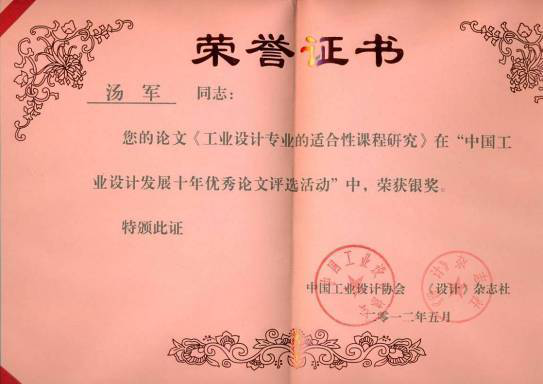 荣誉证书
汤军 同志：
您的论文《工业设计专业的适合性课程研究》在“中国工
业设计发展十年优秀论文评选活动”中，荣获银奖。
特颁此证
中国工业设计协会 《设计》杂志社
二零一二年五月